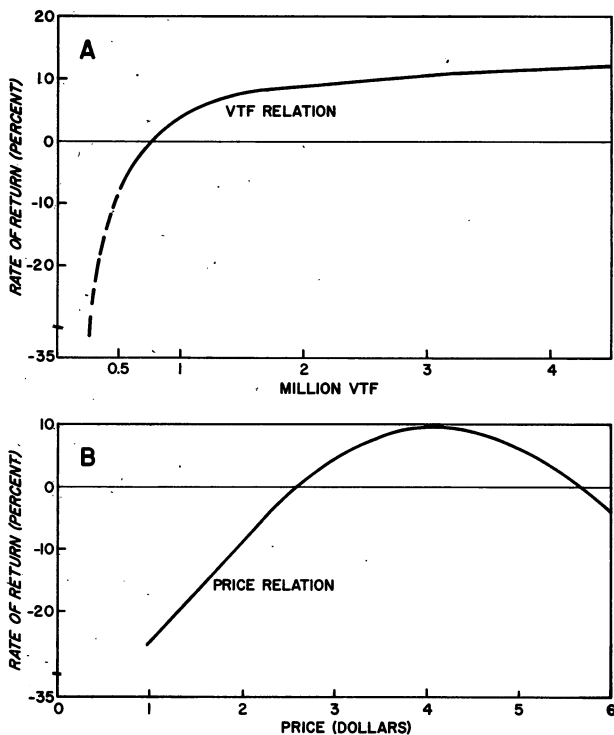 A
20
10
0
-10
-20
-35
RATE OF RETURN (PERCENT)
VTF RELATION
0.5 1 2 3 4
MILLION VTF
B
10
0
-10
-20
-35
RATE OF RETURN (PERCENT)
PRICE RELATION
0 1 2 3 4 5 6
PRICE (DOLLARS)